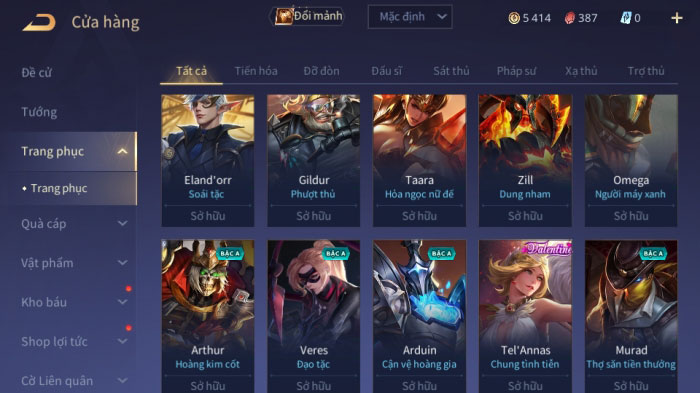 Cửa hàng
Đổi mảnh
Mặc định
5 414
387
0
+
Đề cử
Tướng
Trang phục
Trang phục
Quà cáp
Vật phẩm
Kho báu
Shop lợi tức
Cờ Liên quân
Tất cả Tiến hóa Đỡ đòn Đấu sĩ Sát thủ Pháp sư Xạ thủ Trợ thủ
Eland'orr
Soái tặc
Sở hữu
Gildur
Phượt thủ
Sở hữu
Taara
Hỏa ngọc nữ đế
Sở hữu
Zill
Dung nham
Sở hữu
Omega
Người máy xanh
Sở hữu
BẬC A
Arthur
Hoàng kim cốt
Sở hữu
BẬC A
Veres
Đạo tặc
Sở hữu
BẬC A
Arduin
Cận vệ hoàng gia
Sở hữu
Valentine
Tel'Annas
Chung tình tiễn
Sở hữu
BẬC A
Murad
Thợ săn tiền thưởng
Sở hữu